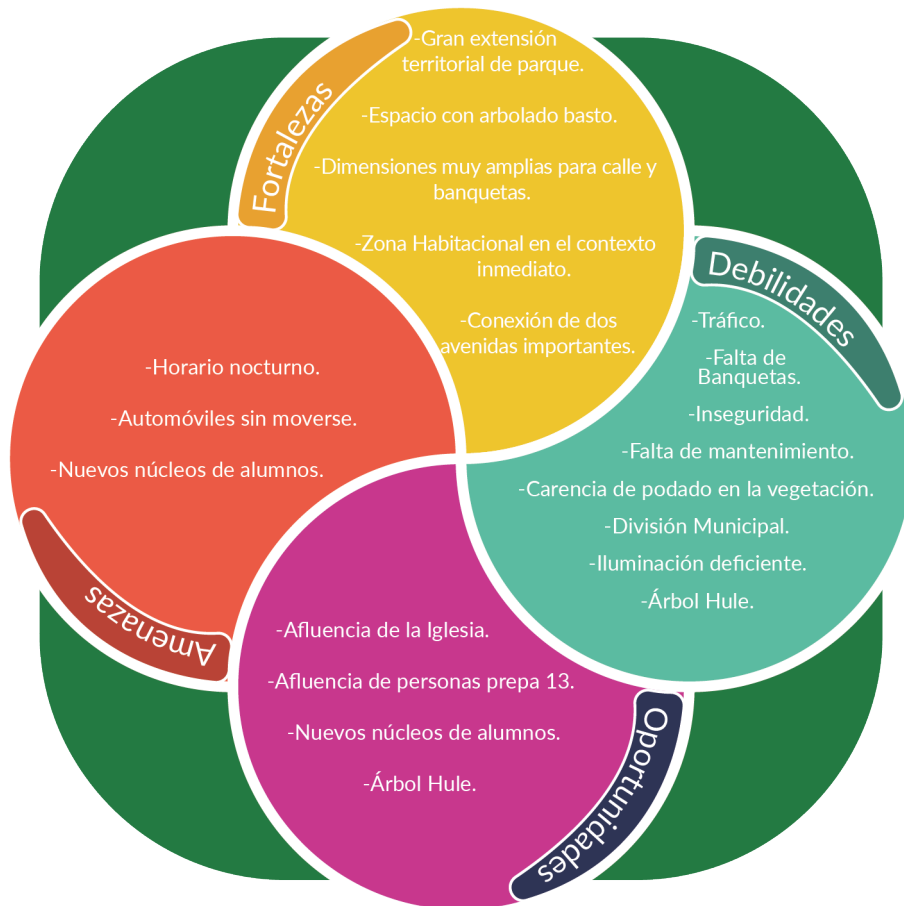 Fortalezas
-Gran extensión
territorial de parque.
-Espacio con arbolado basto.
-Dimensiones muy amplias para calle y
banquetas.
-Zona Habitacional en el contexto
inmediato.
-Conexión de dos
avenidas importantes.
Debilidades
-Tráfico.
-Falta de
Banquetas.
-Inseguridad.
-Falta de mantenimiento.
-Carencia de podado en la vegetación.
-División Municipal.
-Iluminación deficiente.
-Árbol Hule.
-Horario nocturno.
-Automóviles sin moverse.
-Nuevos núcleos de alumnos.
Amenazas
-Afluencia de la Iglesia.
-Afluencia de personas prepa 13.
-Nuevos núcleos de alumnos.
-Árbol Hule.
Oportunidades